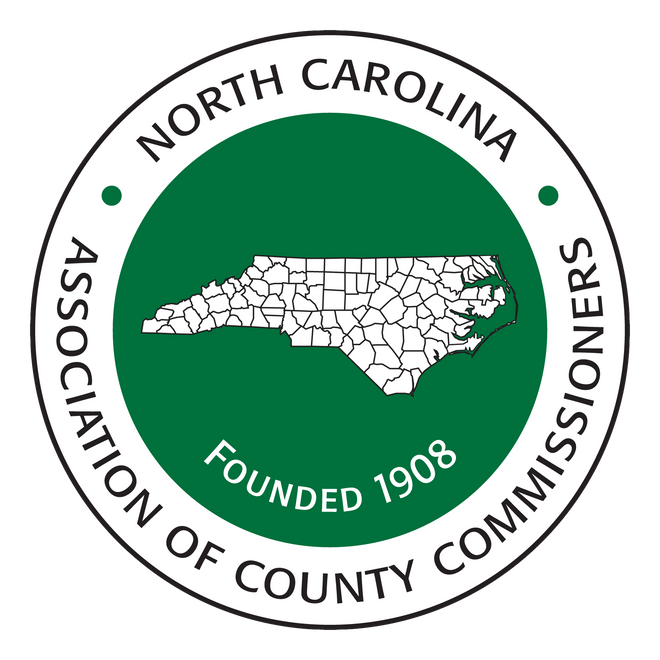 NORTH CAROLINA
ASSOCIATION OF COUNTY COMMISSIONERS
FOUNDED 1908